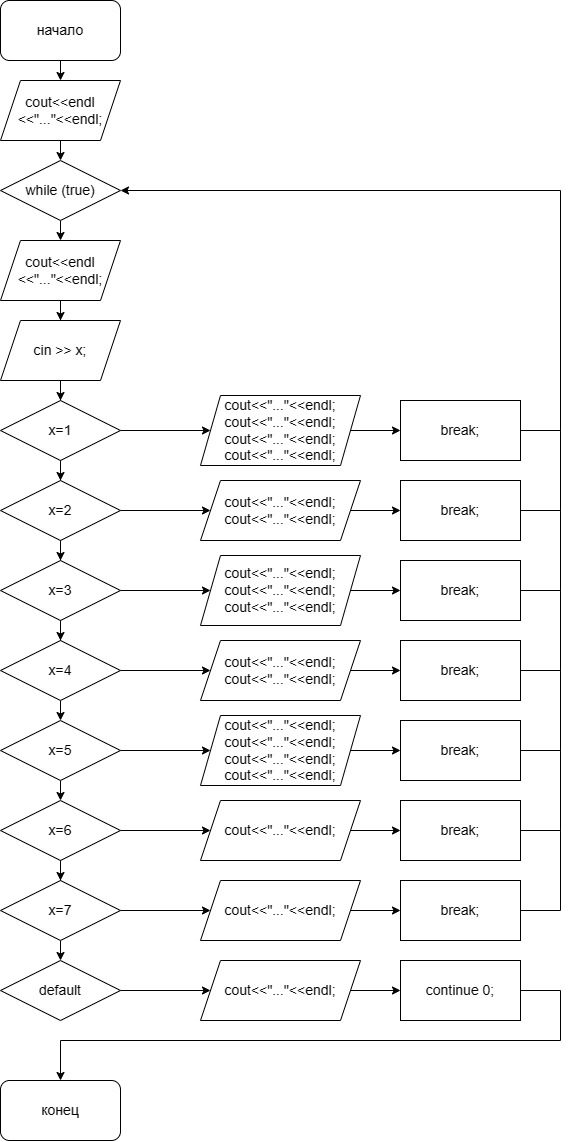 начало
cout<<endl
<<"..."<<endl;
while (true)
cout<<endl
<<"..."<<endl;
cin >> x;
x=1
cout<<"..."<<endl;
cout<<"..."<<endl;
cout<<"..."<<endl;
cout<<"..."<<endl;
break;
x=2
cout<<"..."<<endl;
cout<<"..."<<endl;
break;
x=3
cout<<"..."<<endl;
cout<<"..."<<endl;
cout<<"..."<<endl;
break;
x=4
cout<<"..."<<endl;
cout<<"..."<<endl;
break;
x=5
cout<<"..."<<endl;
cout<<"..."<<endl;
cout<<"..."<<endl;
cout<<"..."<<endl;
break;
x=6
cout<<"..."<<endl;
break;
x=7
cout<<"..."<<endl;
break;
default
cout<<"..."<<endl;
continue 0;
конец